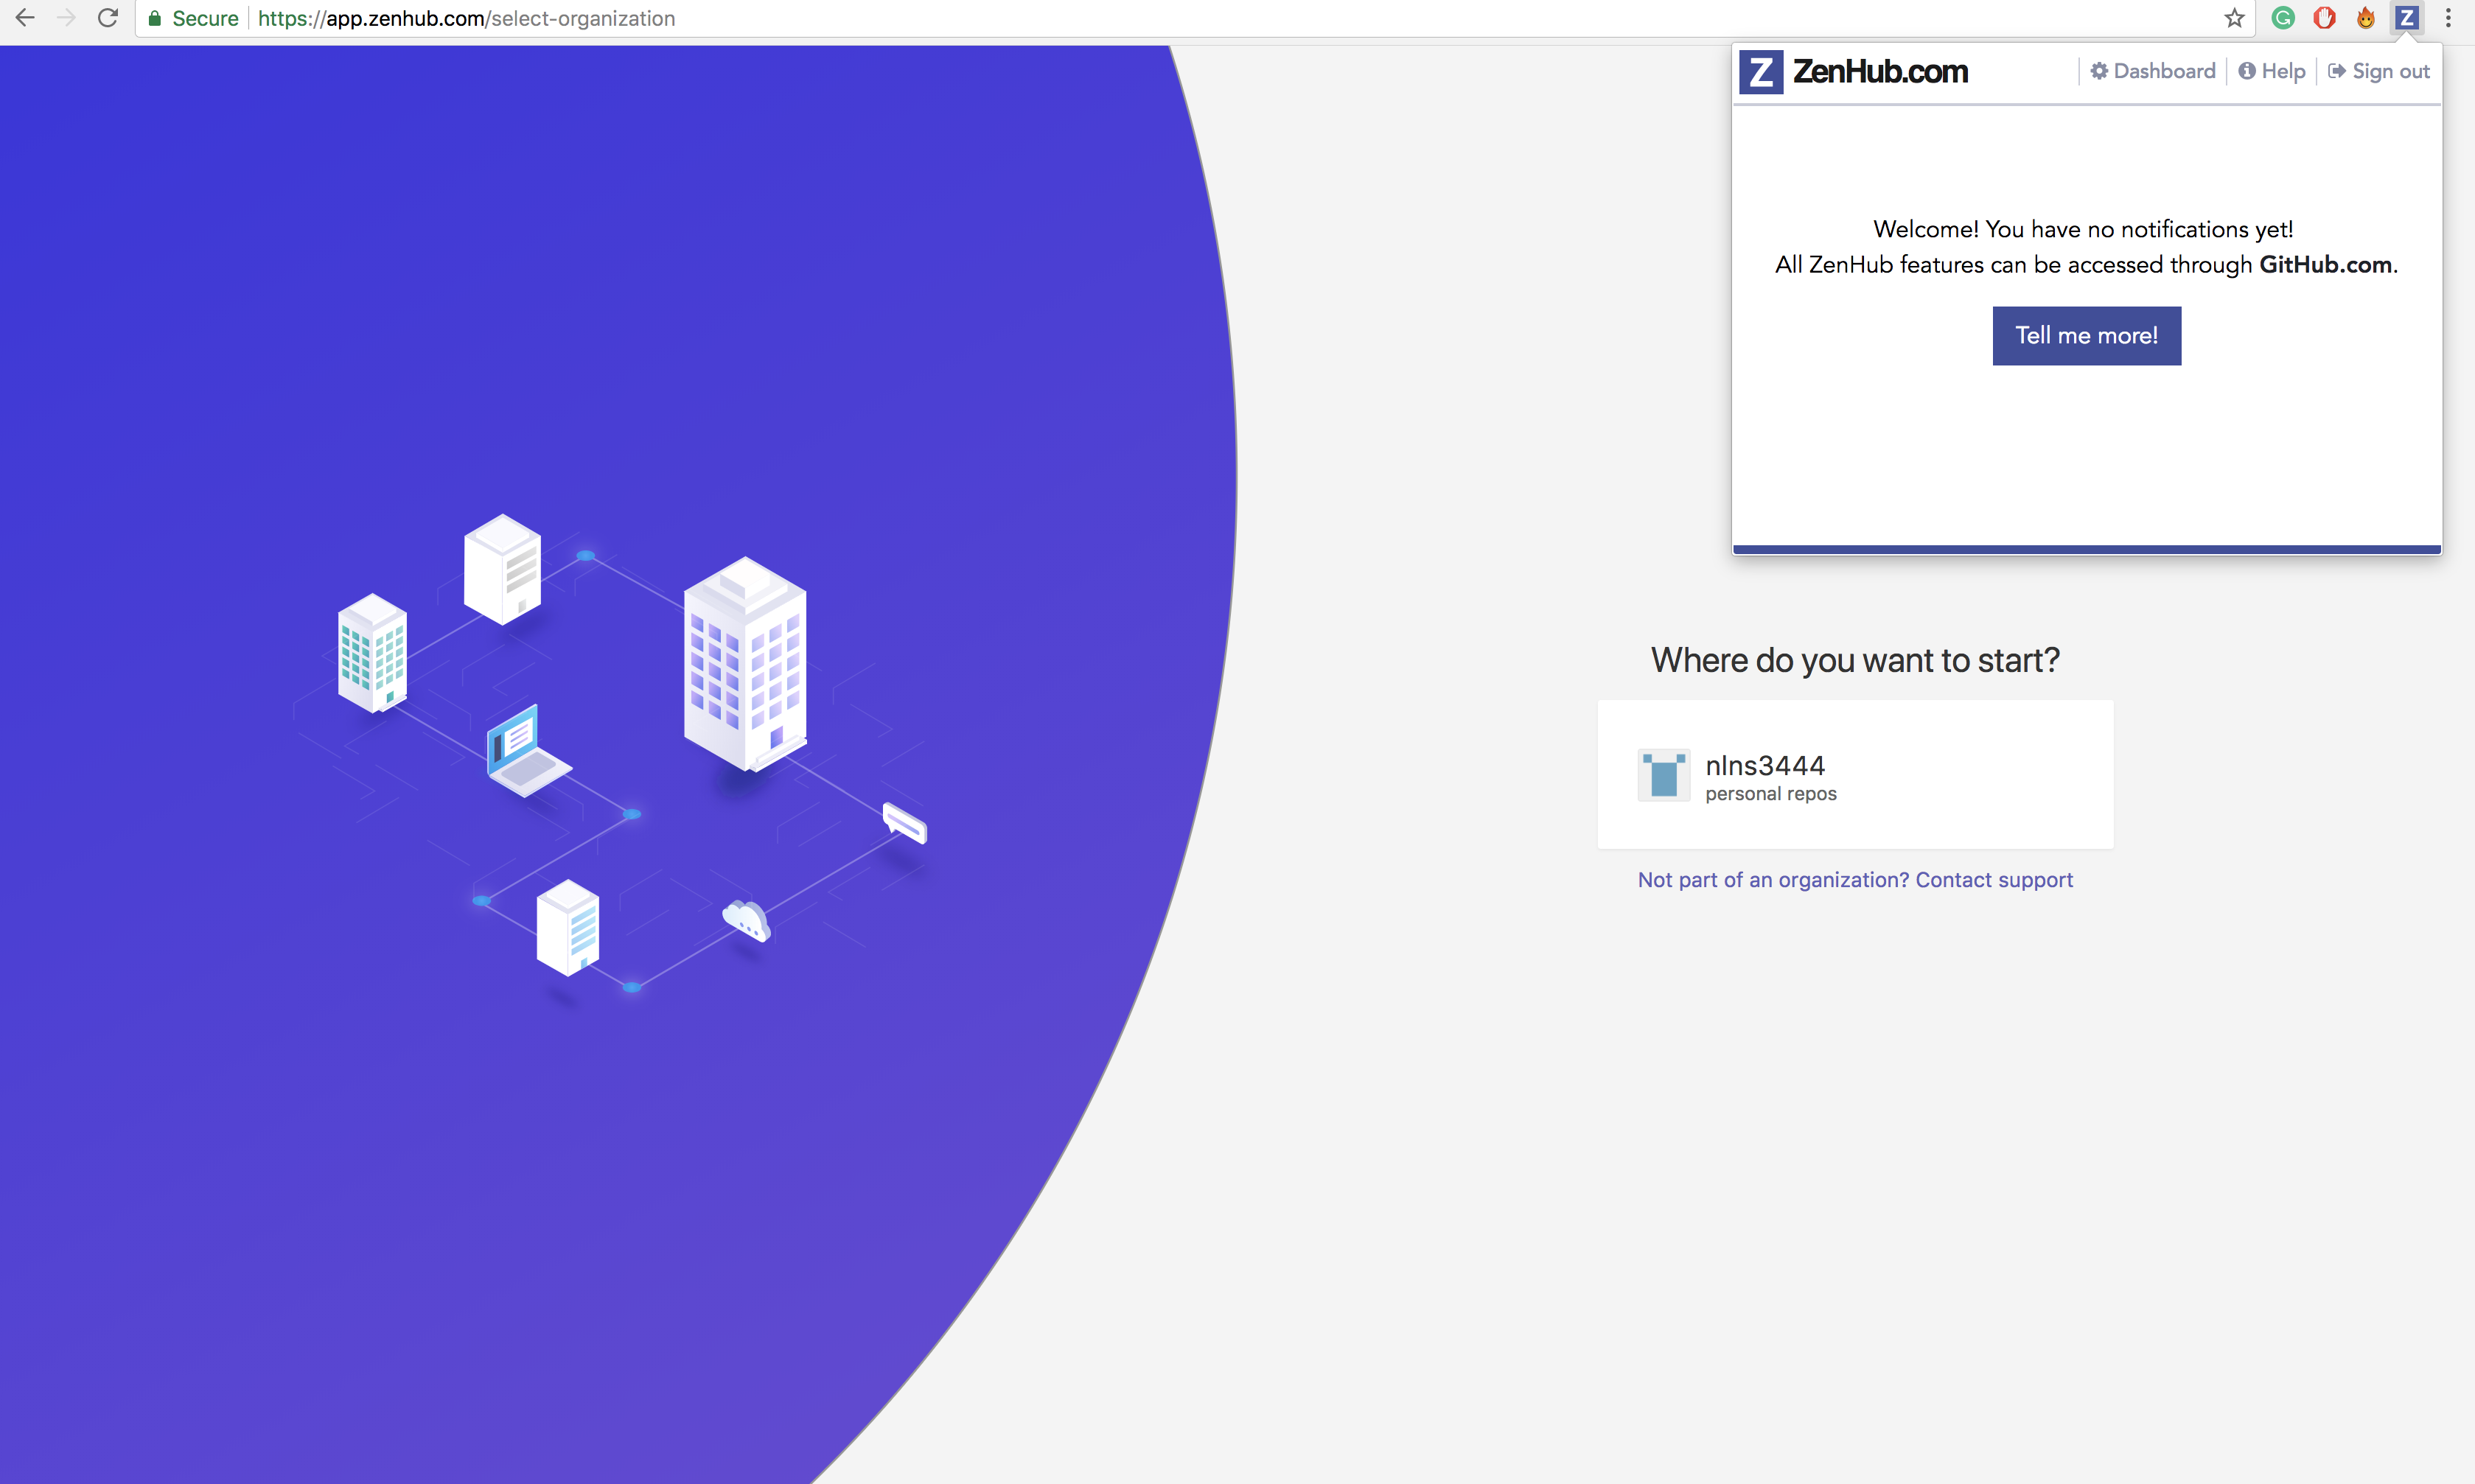 Secure https://app.zenhub.com/select-organization
Z ZenHub.com Dashboard Help Sign out
Welcome! You have no notifications yet!
All ZenHub features can be accessed through GitHub.com.
Tell me more!
Where do you want to start?
nlns3444
personal repos
Not part of an organization? Contact support